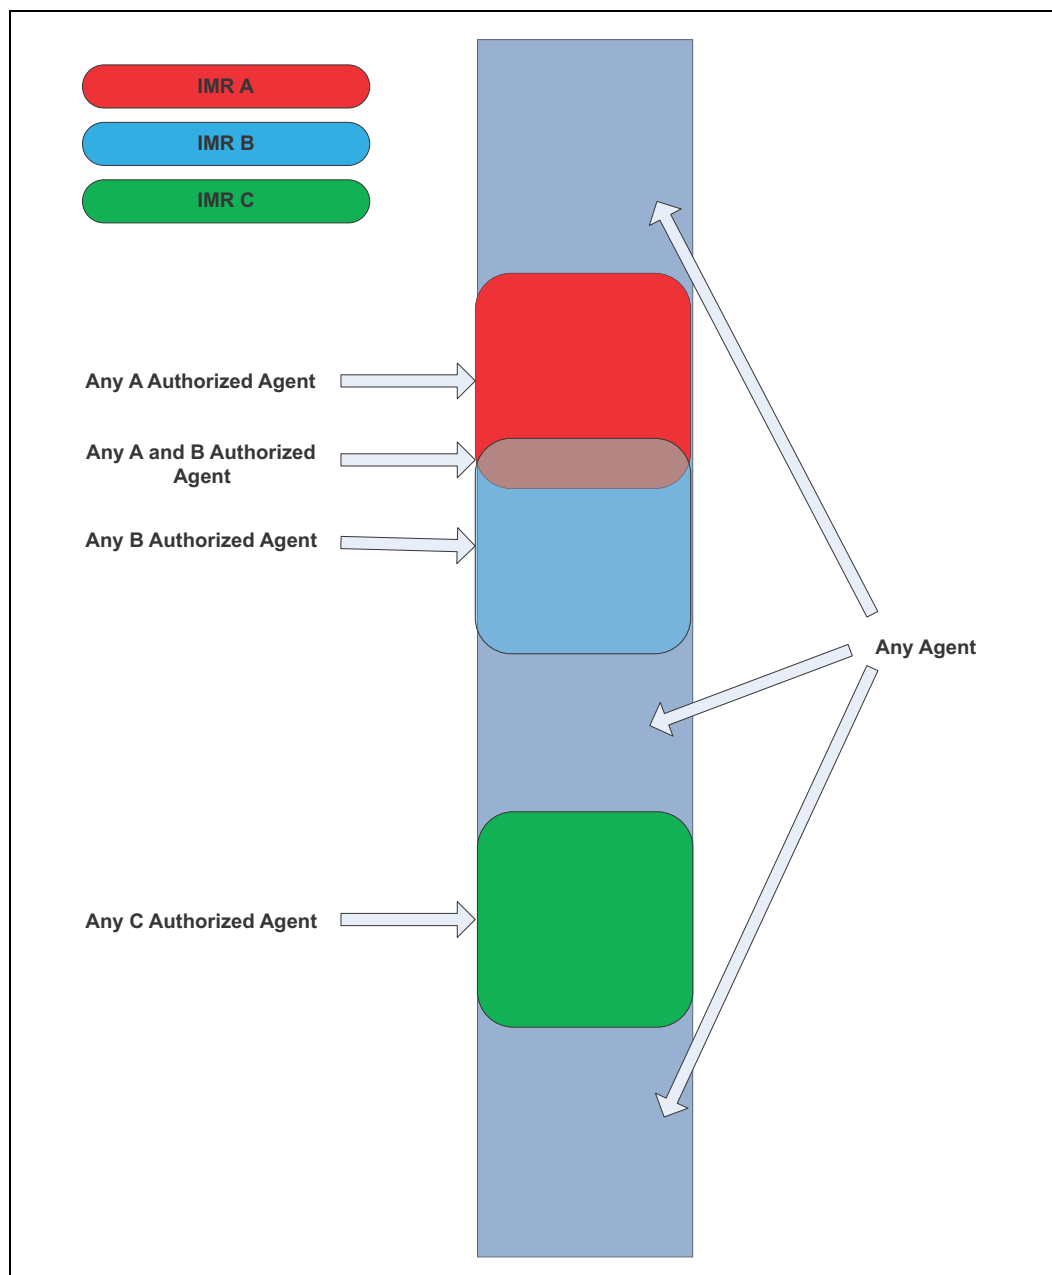 IMR A
IMR B
IMR C
Any A Authorized Agent
Any A and B Authorized
Agent
Any B Authorized Agent
Any Agent
Any C Authorized Agent